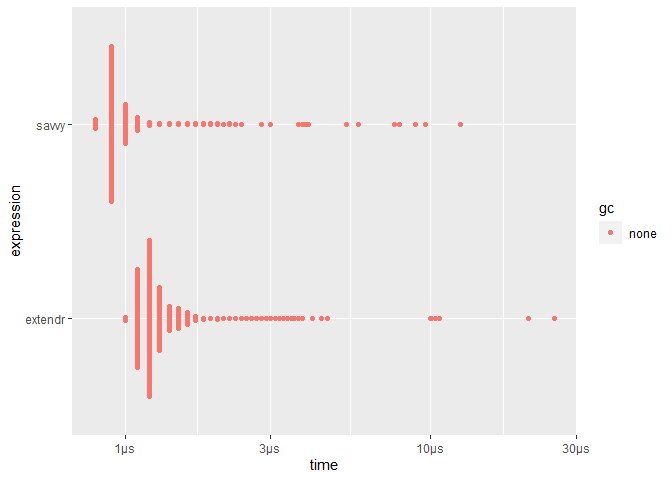 savvy
extendr
expression
1µs
3µs
10µs
30µs
time
gc
none